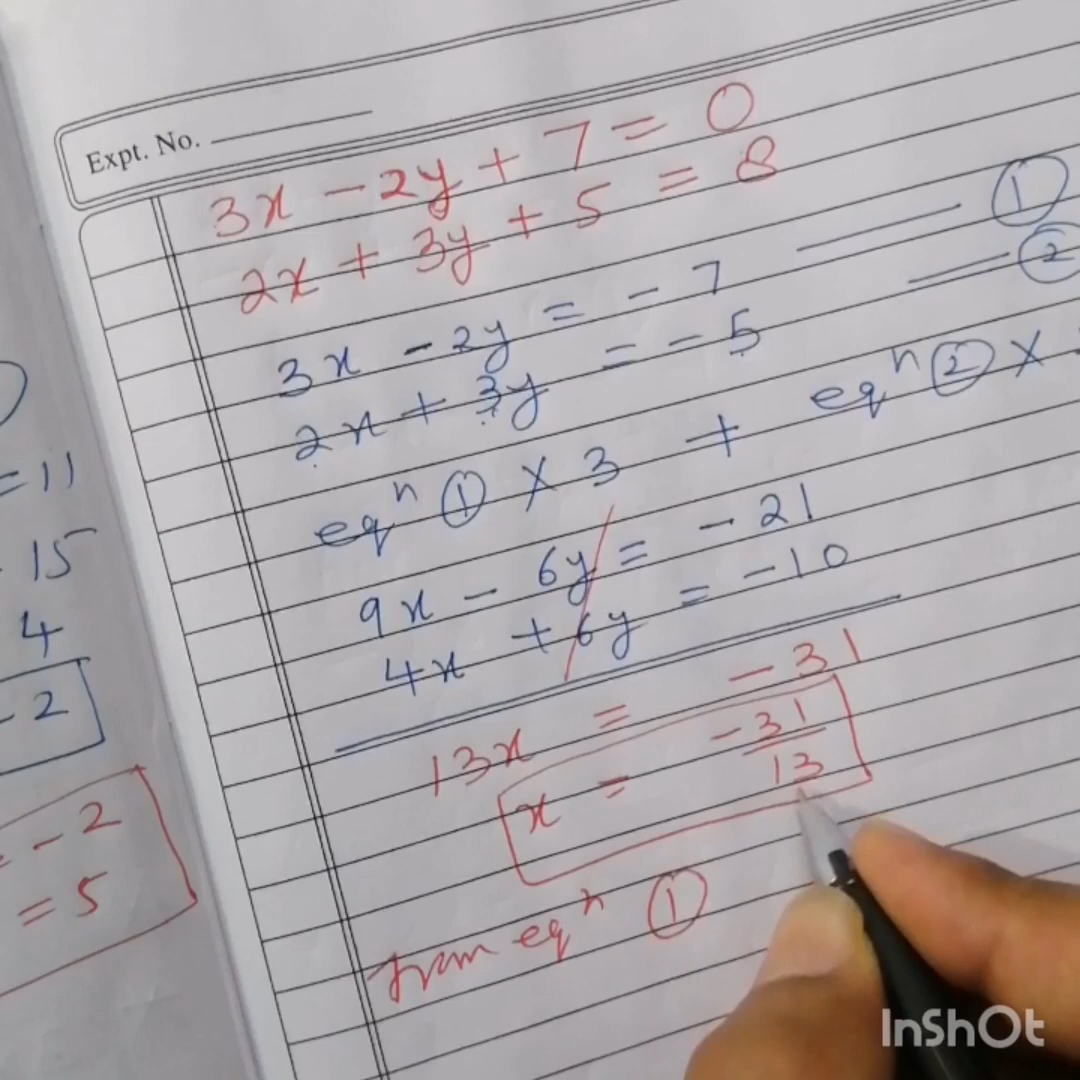 Expt. No.
3x - 2y + 7 = 0
2x + 3y + 5 = 8
3x - 2y = - 7 ①
2x + 3y = - 5 ②
eqⁿ ① × 3 + eqⁿ ② ×
9x - 6y = - 21
4x + 6y = - 10
13x = - 31
x = -31/13
from eqⁿ ①
=11
15
4
- 2
= - 2
= 5
InShOt